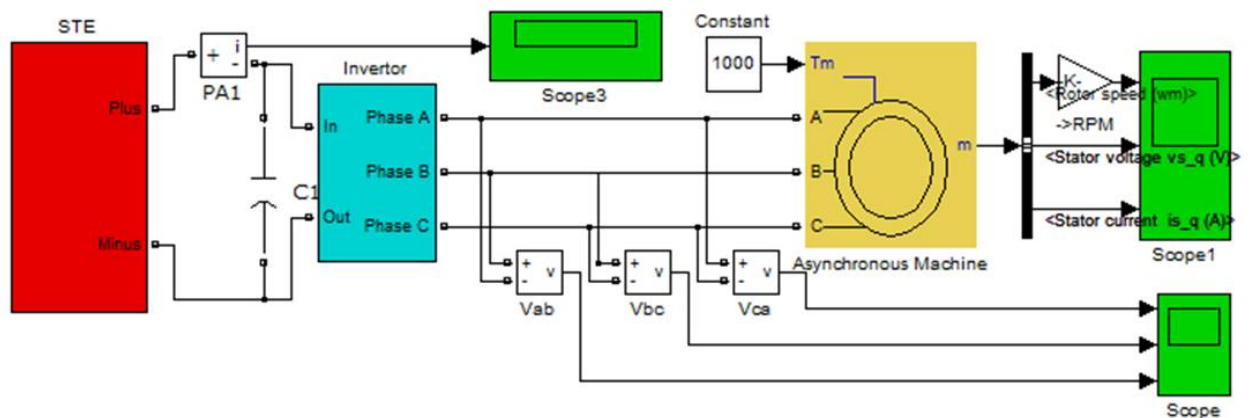 STE
Plus
Minus
+
i
-
PA1
C1
Invertor
In
Out
Phase A
Phase B
Phase C
Scope3
Constant
1000
Tm
A
B
C
m
Asynchronous Machine
-K-
<Rotor speed (wm)>
->RPM
<Stator voltage vs_q (V)>
<Stator current is_q (A)>
Scope1
+
-
v
Vab
+
-
v
Vbc
+
-
v
Vca
Scope